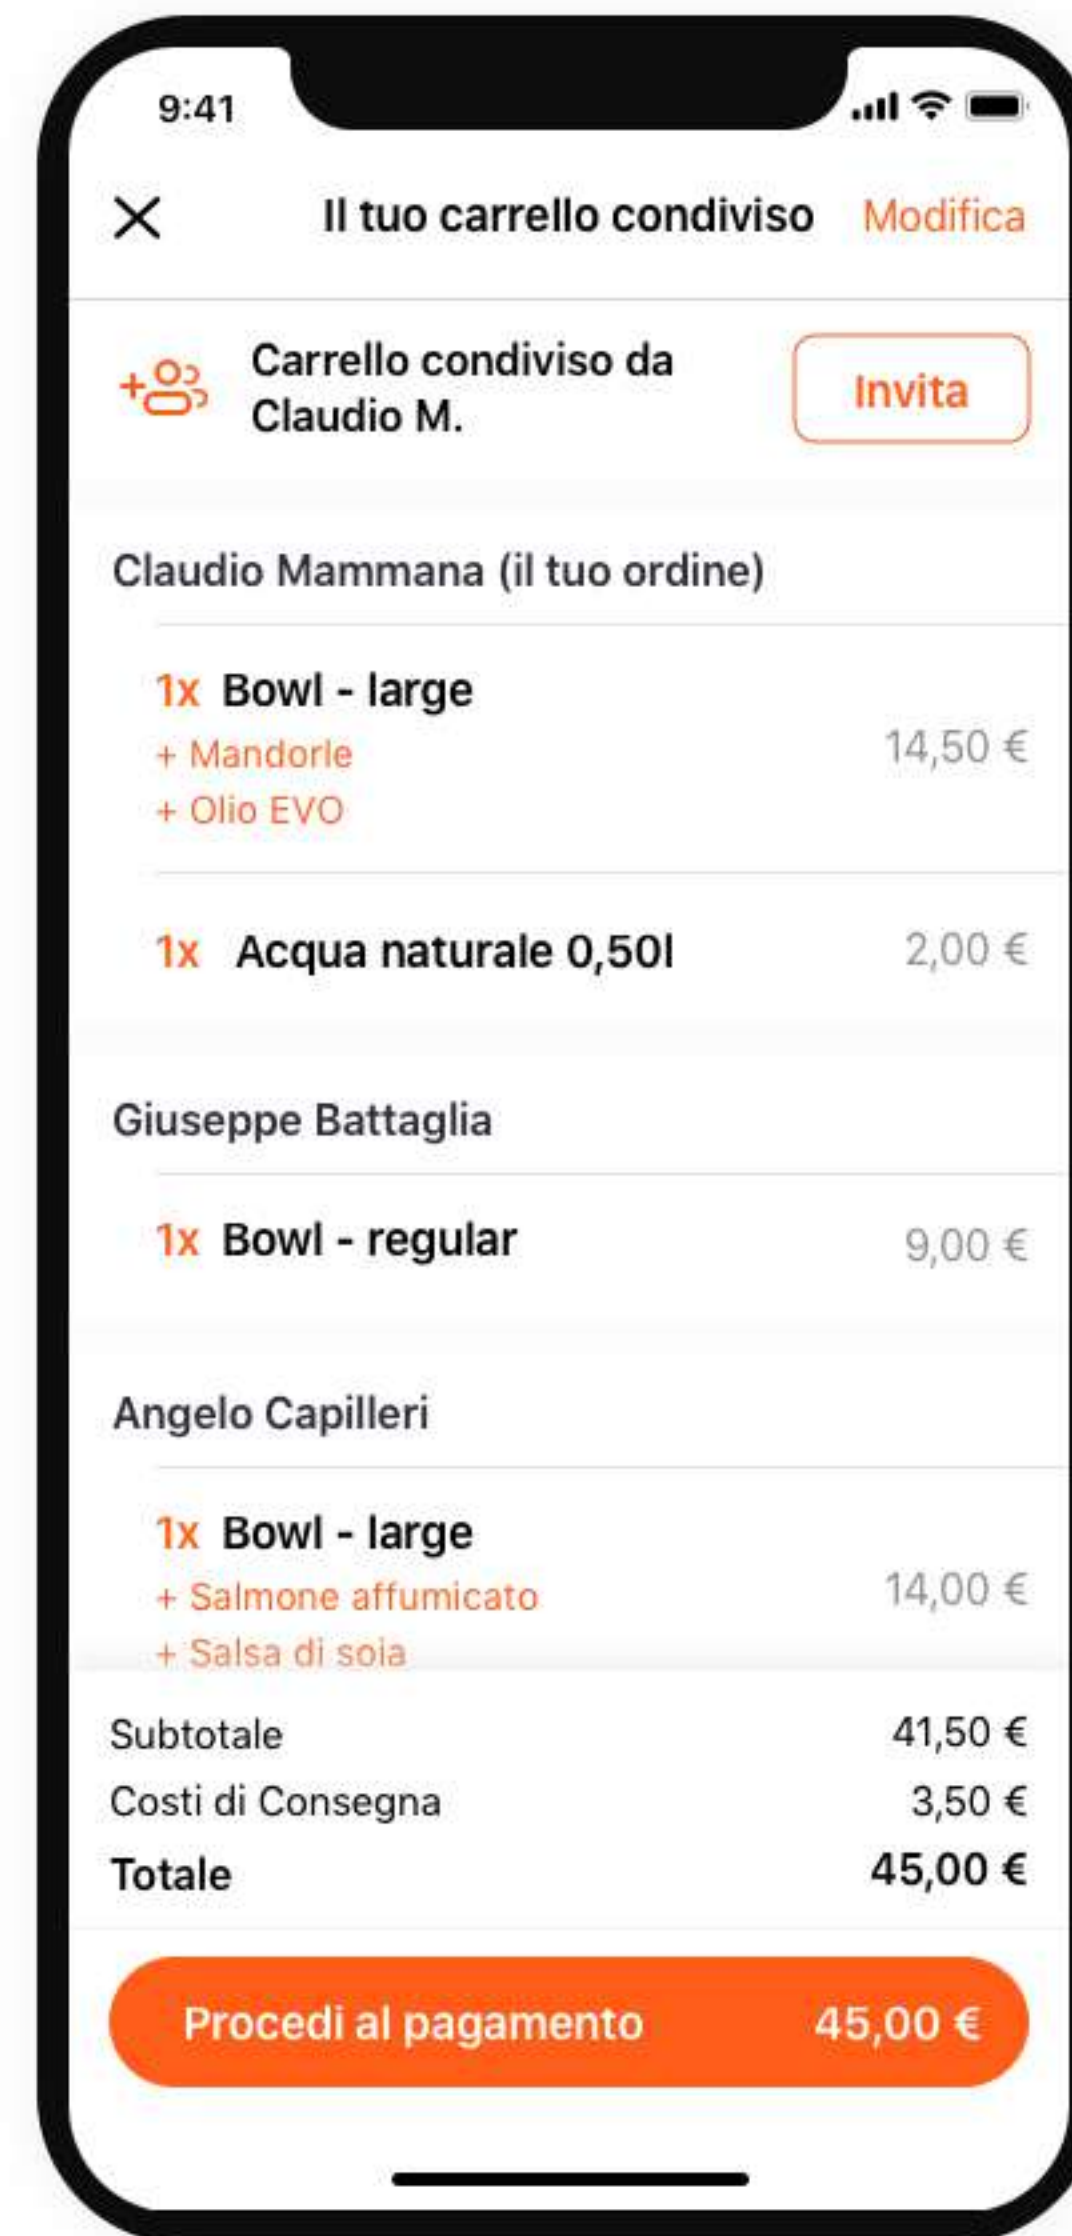 9:41
Il tuo carrello condiviso Modifica
Carrello condiviso da
Claudio M.
Invita
Claudio Mammana (il tuo ordine)
1x Bowl - large
+ Mandorle
14,50 €
+ Olio EVO
1x Acqua naturale 0,50l 2,00 €
Giuseppe Battaglia
1x Bowl - regular 9,00 €
Angelo Capilleri
1x Bowl - large
+ Salmone affumicato 14,00 €
+ Salsa di soia
Subtotale 41,50 €
Costi di Consegna 3,50 €
Totale 45,00 €
Procedi al pagamento 45,00 €